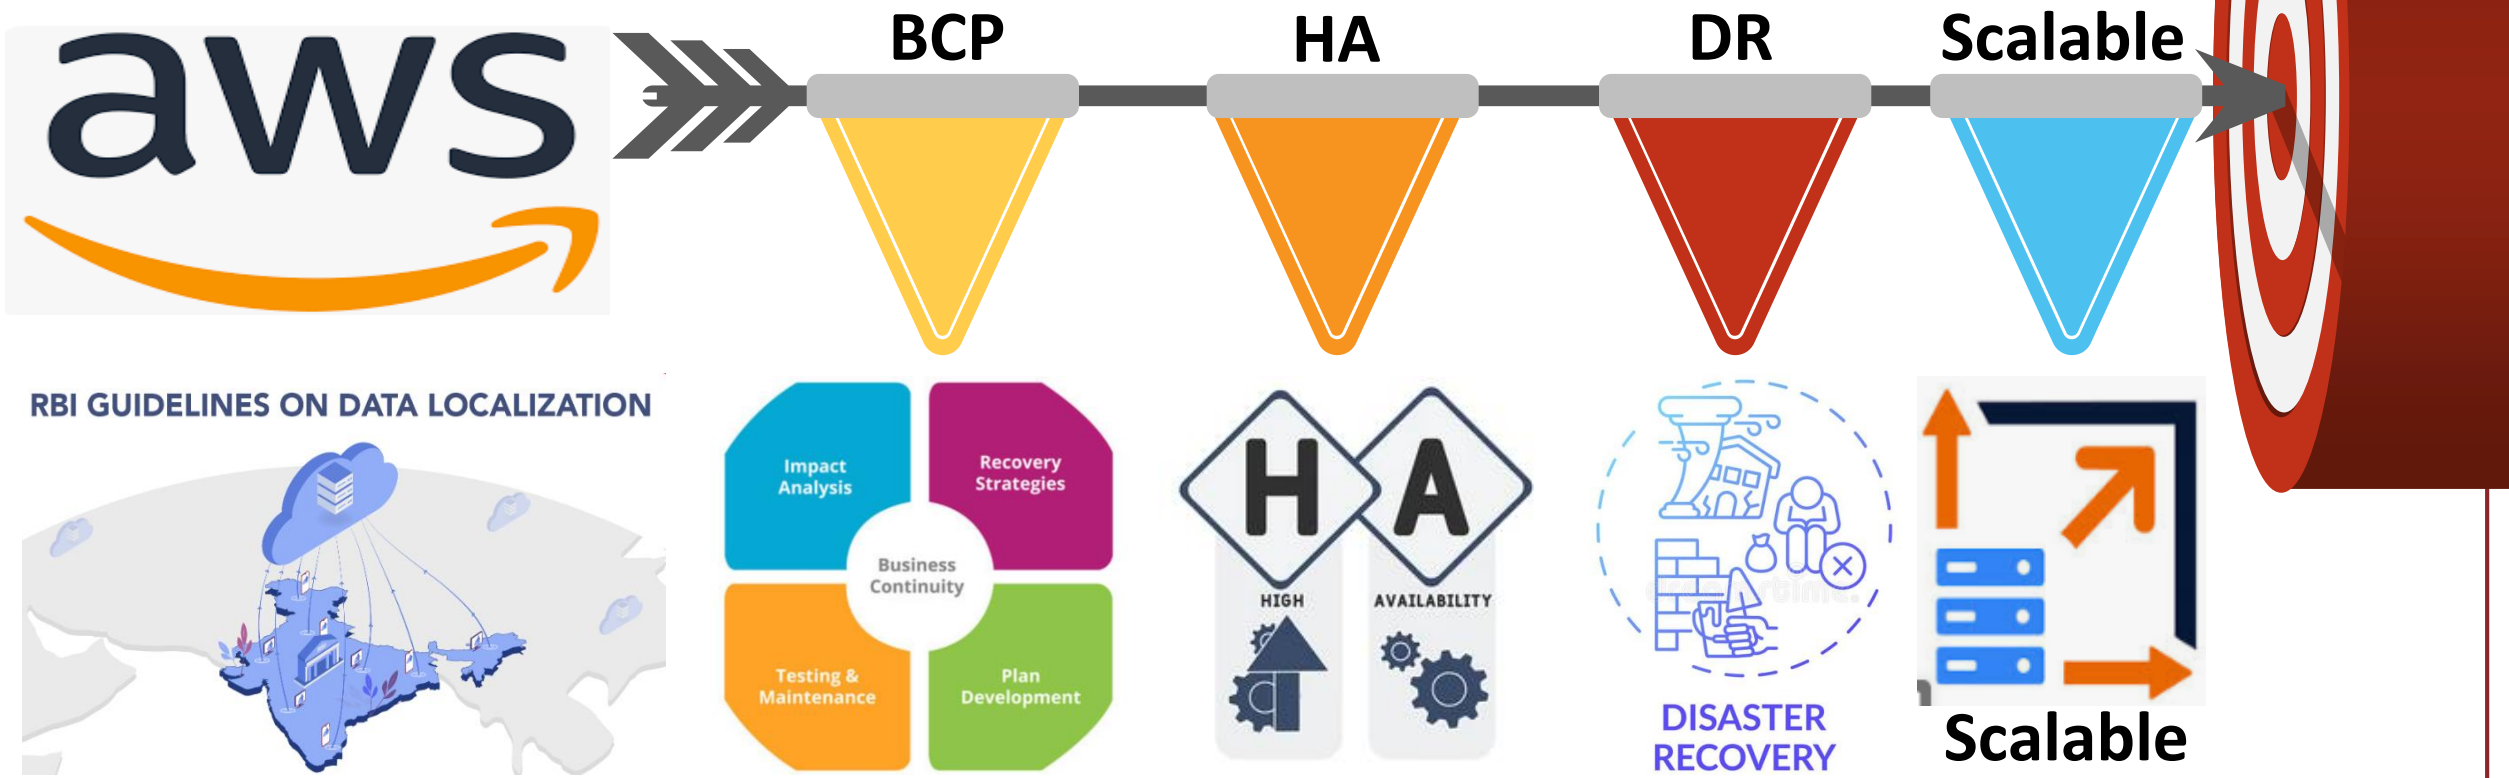 aws
BCP
HA
DR
Scalable
RBI GUIDELINES ON DATA LOCALIZATION
Impact
Analysis
Recovery
Strategies
Business
Continuity
Testing &
Maintenance
Plan
Development
H A
HIGH AVAILABILITY
DISASTER
RECOVERY
Scalable